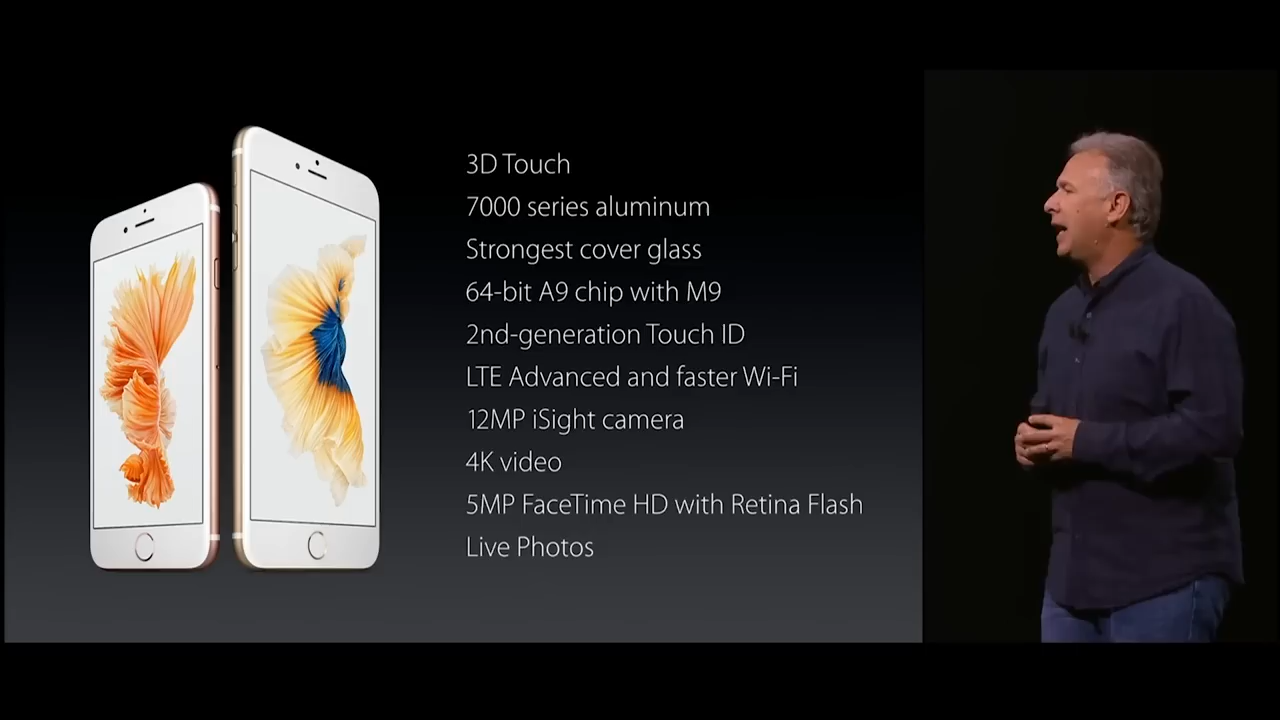 3D Touch
7000 series aluminum
Strongest cover glass
64-bit A9 chip with M9
2nd-generation Touch ID
LTE Advanced and faster Wi-Fi
12MP iSight camera
4K video
5MP FaceTime HD with Retina Flash
Live Photos